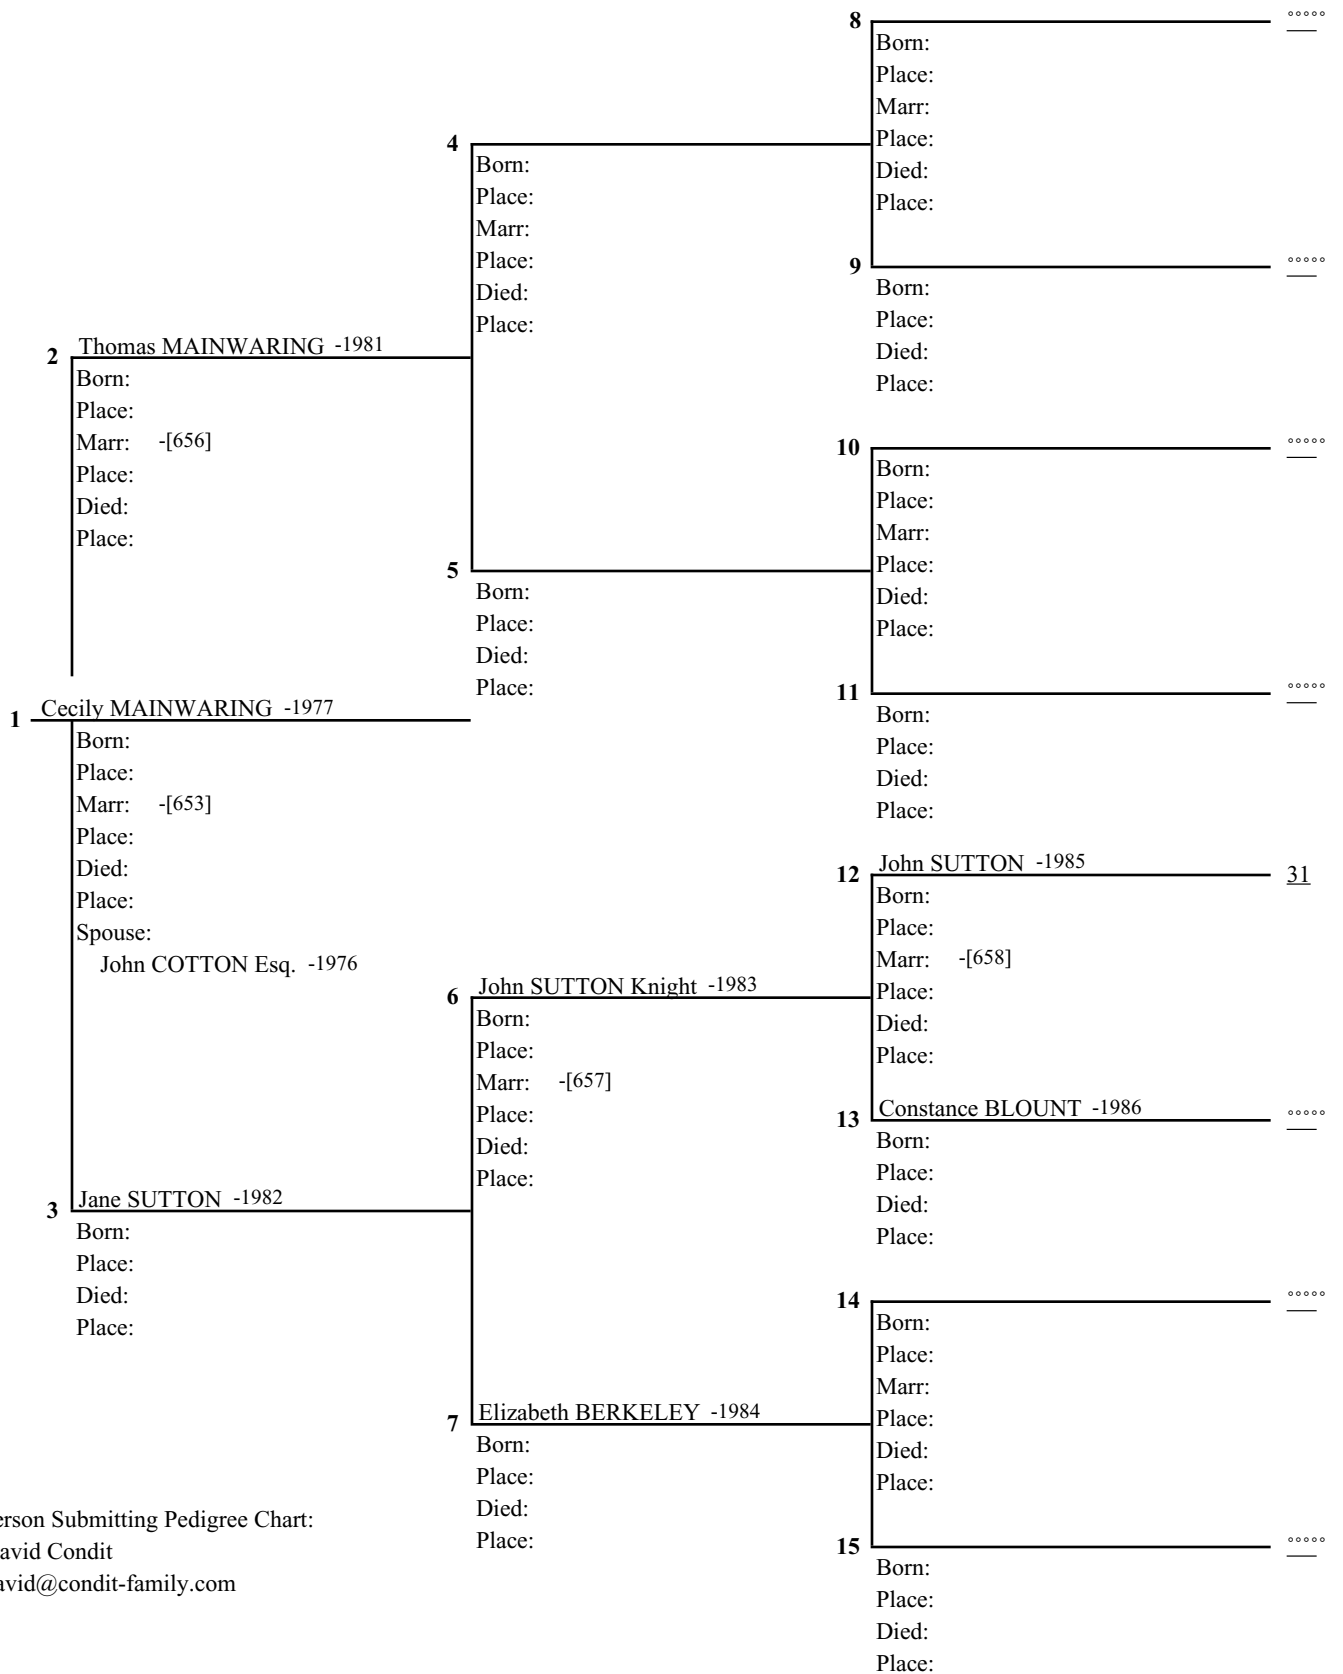 8 °°°°°
Born:
Place:
Marr:
Place:
Died:
Place:
4
Born:
Place:
Marr:
Place:
Died:
Place:
9 °°°°°
Born:
Place:
Died:
Place:
2 Thomas MAINWARING -1981
Born:
Place:
Marr: -[656]
Place:
Died:
Place:
10 °°°°°
Born:
Place:
Marr:
Place:
Died:
Place:
5
Born:
Place:
Died:
Place:
11 °°°°°
Born:
Place:
Died:
Place:
1 Cecily MAINWARING -1977
Born:
Place:
Marr: -[653]
Place:
Died:
Place:
Spouse:
John COTTON Esq. -1976
12 John SUTTON -1985 31
Born:
Place:
Marr: -[658]
Place:
Died:
Place:
6 John SUTTON Knight -1983
Born:
Place:
Marr: -[657]
Place:
Died:
Place:
13 Constance BLOUNT -1986 °°°°°
Born:
Place:
Died:
Place:
3 Jane SUTTON -1982
Born:
Place:
Died:
Place:
14 °°°°°
Born:
Place:
Marr:
Place:
Died:
Place:
7 Elizabeth BERKELEY -1984
Born:
Place:
Died:
Place:
15 °°°°°
Born:
Place:
Died:
Place:
erson Submitting Pedigree Chart:
avid Condit
avid@condit-family.com